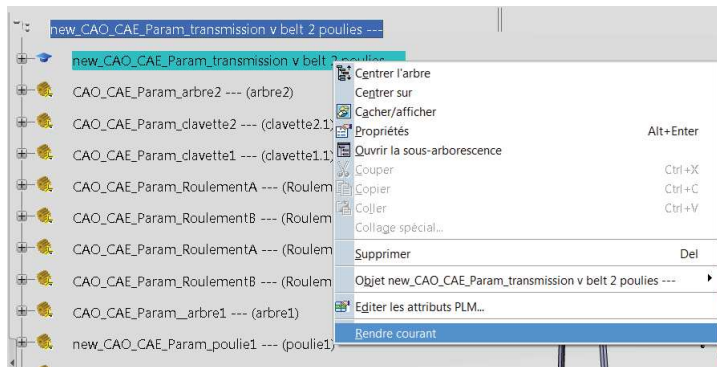 new_CAO_CAE_Param_transmission v belt 2 poulies ---
new_CAO_CAE_Param_transmission v belt 2 poulies
CAO_CAE_Param_arbre2 --- (arbre2)
CAO_CAE_Param_clavette2 --- (clavette2.1)
CAO_CAE_Param_clavette1 --- (clavette1.1)
CAO_CAE_Param_RoulementA --- (Roulem
CAO_CAE_Param_RoulementB --- (Roulem
CAO_CAE_Param_RoulementA --- (Roulem
CAO_CAE_Param_RoulementB --- (Roulem
CAO_CAE_Param__arbre1 --- (arbre1)
new_CAO_CAE_Param_poulie1 --- (poulie1)
Centrer l'arbre
Centrer sur
Cacher/afficher
Propriétés Alt+Enter
Ouvrir la sous-arborescence
Couper Ctrl+X
Copier Ctrl+C
Coller Ctrl+V
Collage spécial...
Supprimer Del
Objet new_CAO_CAE_Param_transmission v belt 2 poulies ---
Editer les attributs PLM...
Rendre courant